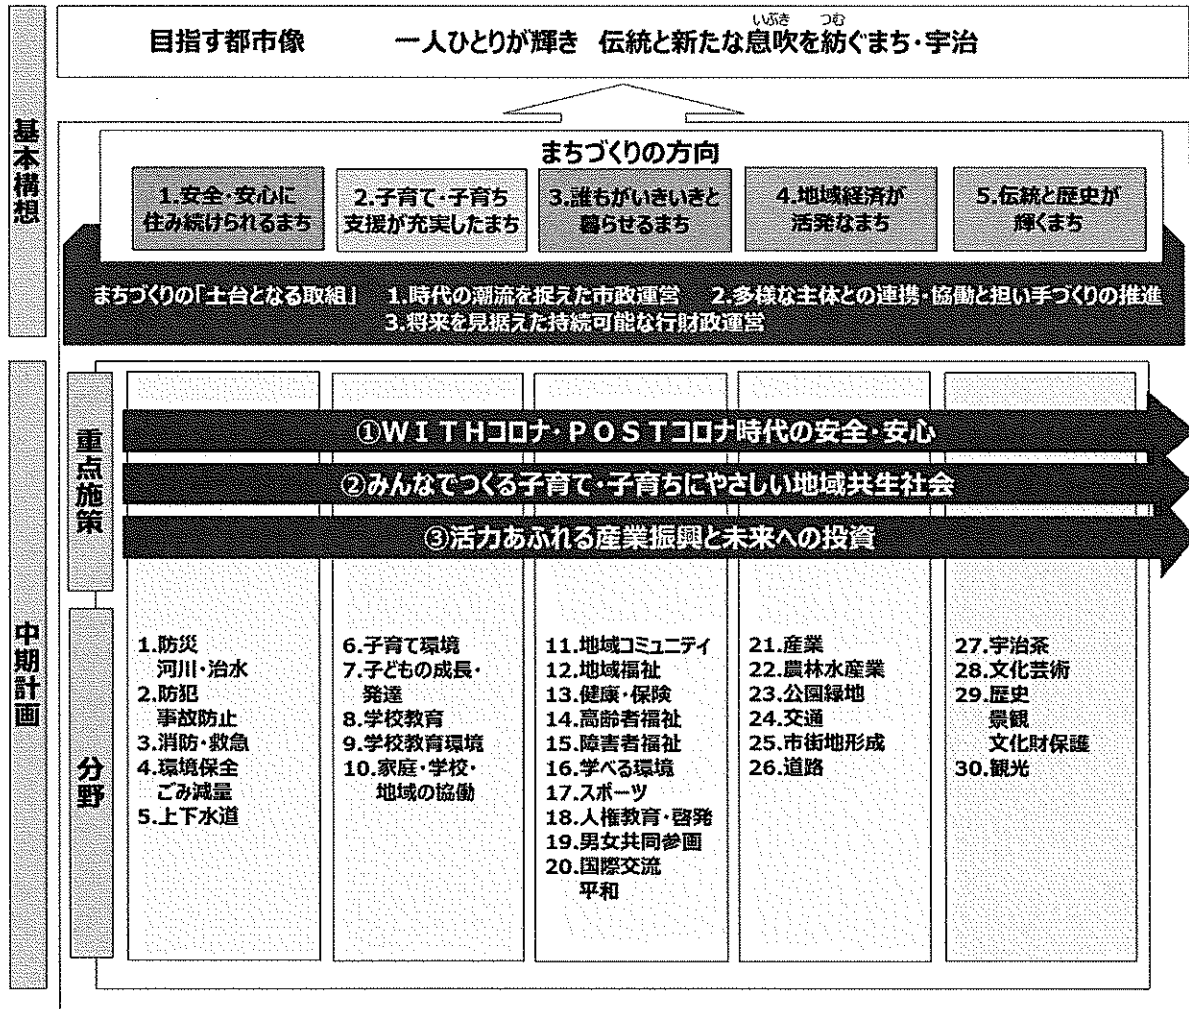 基本構想
目指す都市像 一人ひとりが輝き 伝統と新たな息吹を紡ぐまち・宇治
いぶき つむ
まちづくりの方向
1.安全・安心に
住み続けられるまち
2.子育て・子育ち
支援が充実したまち
3.誰もがいきいきと
暮らせるまち
4.地域経済が
活発なまち
5.伝統と歴史が
輝くまち
まちづくりの「土台となる取組」 1.時代の潮流を捉えた市政運営 2.多様な主体との連携・協働と担い手づくりの推進
3.将来を見据えた持続可能な行財政運営
中期計画
重点施策
①WITHコロナ・POSTコロナ時代の安全・安心
②みんなでつくる子育て・子育ちにやさしい地域共生社会
③活力あふれる産業振興と未来への投資
分野
1.防災
河川・治水
2.防犯
事故防止
3.消防・救急
4.環境保全
ごみ減量
5.上下水道
6.子育て環境
7.子どもの成長・
発達
8.学校教育
9.学校教育環境
10.家庭・学校・
地域の協働
11.地域コミュニティ
12.地域福祉
13.健康・保険
14.高齢者福祉
15.障害者福祉
16.学べる環境
17.スポーツ
18.人権教育・啓発
19.男女共同参画
20.国際交流
平和
21.産業
22.農林水産業
23.公園緑地
24.交通
25.市街地形成
26.道路
27.宇治茶
28.文化芸術
29.歴史
景観
文化財保護
30.観光